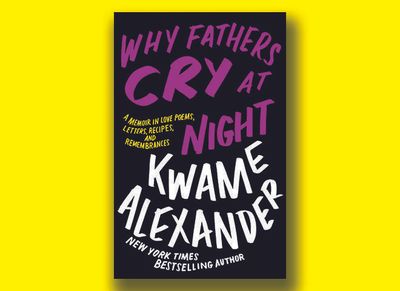 WHY FATHERS
CRY AT
NIGHT
A MEMOIR IN LOVE POEMS,
LETTERS, RECIPES,
AND
REMEMBRANCES
KWAME
ALEXANDER
NEW YORK TIMES
BESTSELLING AUTHOR